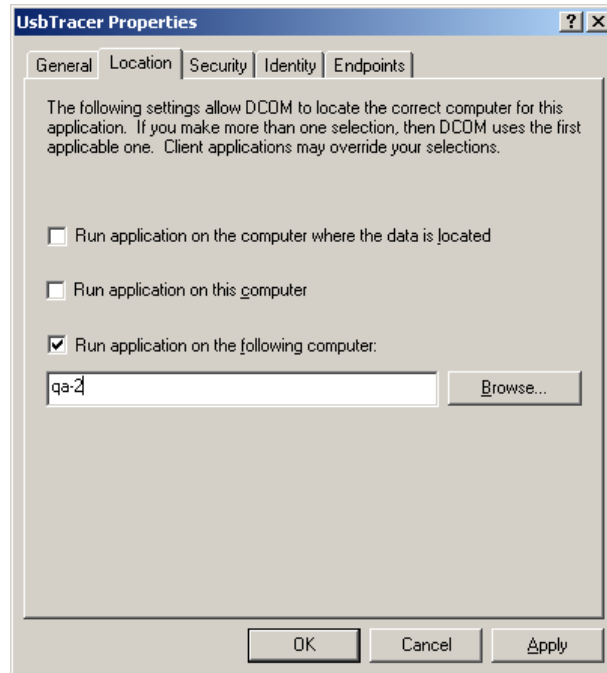 UsbTracer Properties
General Location Security Identity Endpoints
The following settings allow DCOM to locate the correct computer for this
application. If you make more than one selection, then DCOM uses the first
applicable one. Client applications may override your selections.
Run application on the computer where the data is located
Run application on this computer
Run application on the following computer:
qa-2
Browse...
OK Cancel Apply